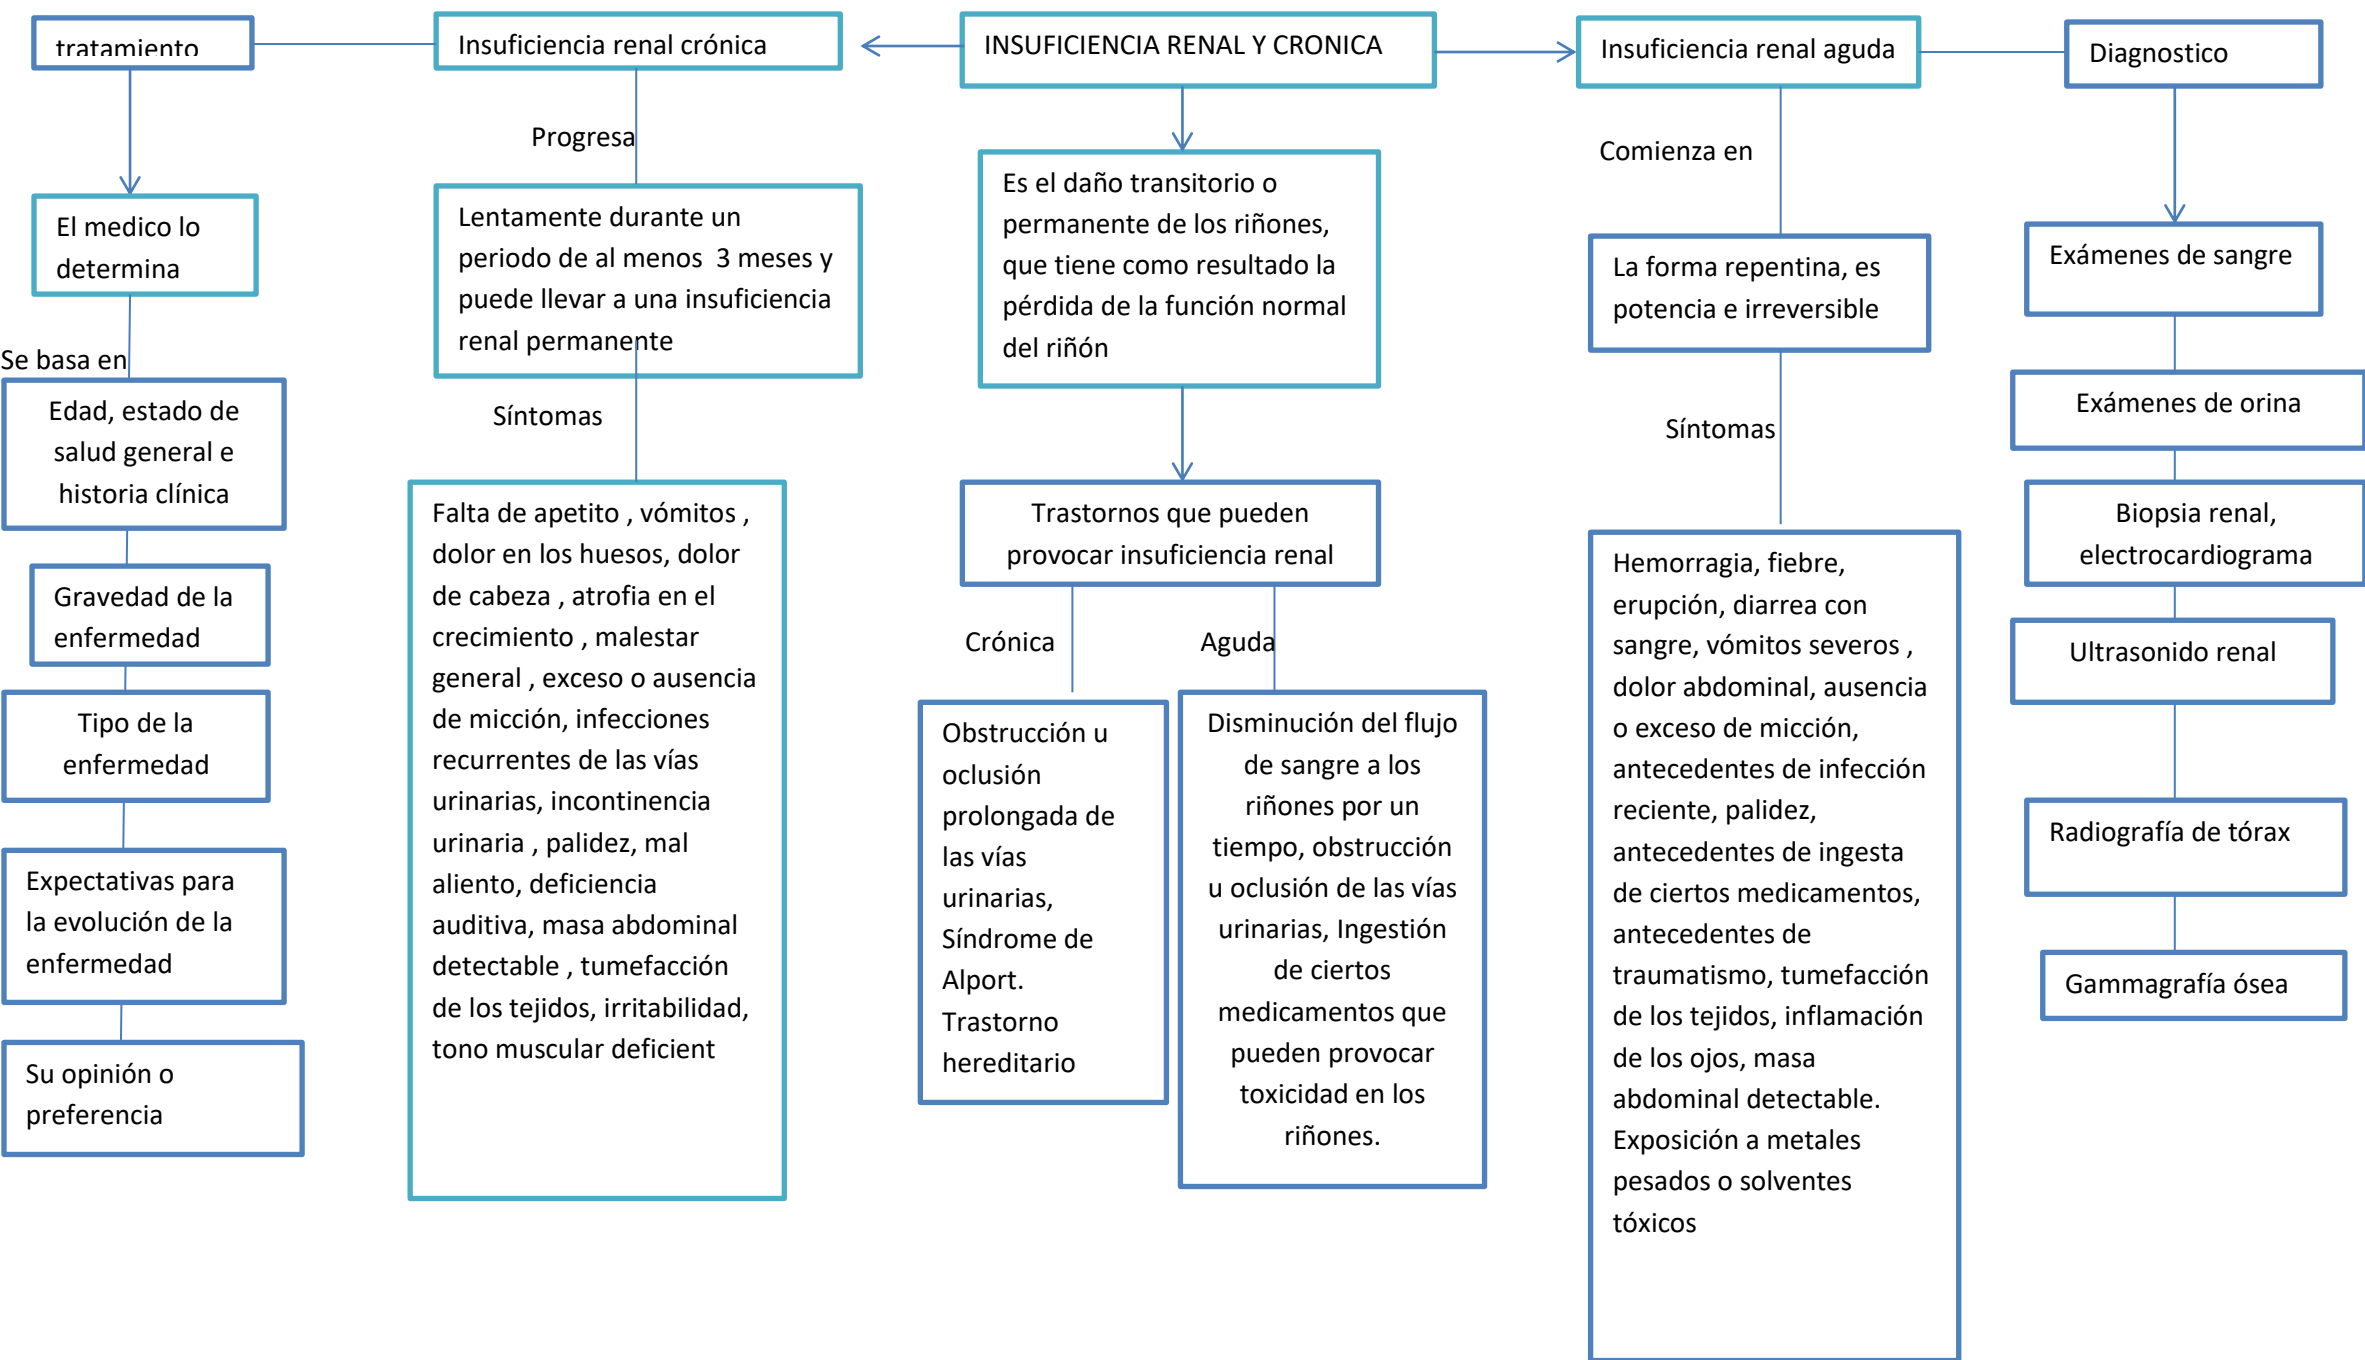 tratamiento
El medico lo
determina
Se basa en
Edad, estado de
salud general e
historia clínica
Gravedad de la
enfermedad
Tipo de la
enfermedad
Expectativas para
la evolución de la
enfermedad
Su opinión o
preferencia
Insuficiencia renal crónica
Progresa
Lentamente durante un
periodo de al menos 3 meses y
puede llevar a una insuficiencia
renal permanente
Síntomas
Falta de apetito , vómitos ,
dolor en los huesos, dolor
de cabeza , atrofia en el
crecimiento , malestar
general , exceso o ausencia
de micción, infecciones
recurrentes de las vías
urinarias, incontinencia
urinaria , palidez, mal
aliento, deficiencia
auditiva, masa abdominal
detectable , tumefacción
de los tejidos, irritabilidad,
tono muscular deficient
INSUFICIENCIA RENAL Y CRONICA
Es el daño transitorio o
permanente de los riñones,
que tiene como resultado la
pérdida de la función normal
del riñón
Trastornos que pueden
provocar insuficiencia renal
Crónica
Obstrucción u
oclusión
prolongada de
las vías
urinarias,
Síndrome de
Alport.
Trastorno
hereditario
Aguda
Disminución del flujo
de sangre a los
riñones por un
tiempo, obstrucción
u oclusión de las vías
urinarias, Ingestión
de ciertos
medicamentos que
pueden provocar
toxicidad en los
riñones.
Insuficiencia renal aguda
Comienza en
La forma repentina, es
potencia e irreversible
Síntomas
Hemorragia, fiebre,
erupción, diarrea con
sangre, vómitos severos ,
dolor abdominal, ausencia
o exceso de micción,
antecedentes de infección
reciente, palidez,
antecedentes de ingesta
de ciertos medicamentos,
antecedentes de
traumatismo, tumefacción
de los tejidos, inflamación
de los ojos, masa
abdominal detectable.
Exposición a metales
pesados o solventes
tóxicos
Diagnostico
Exámenes de sangre
Exámenes de orina
Biopsia renal,
electrocardiograma
Ultrasonido renal
Radiografía de tórax
Gammagrafía ósea